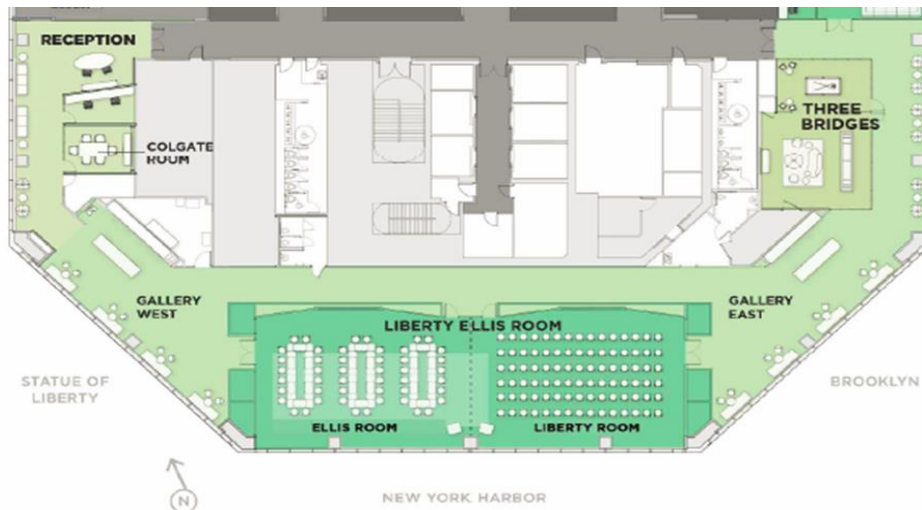 RECEPTION
COLGATE
ROOM
THREE
BRIDGES
GALLERY
WEST
GALLERY
EAST
LIBERTY ELLIS ROOM
STATUE OF
LIBERTY
BROOKLYN
ELLIS ROOM
LIBERTY ROOM
N
NEW YORK HARBOR